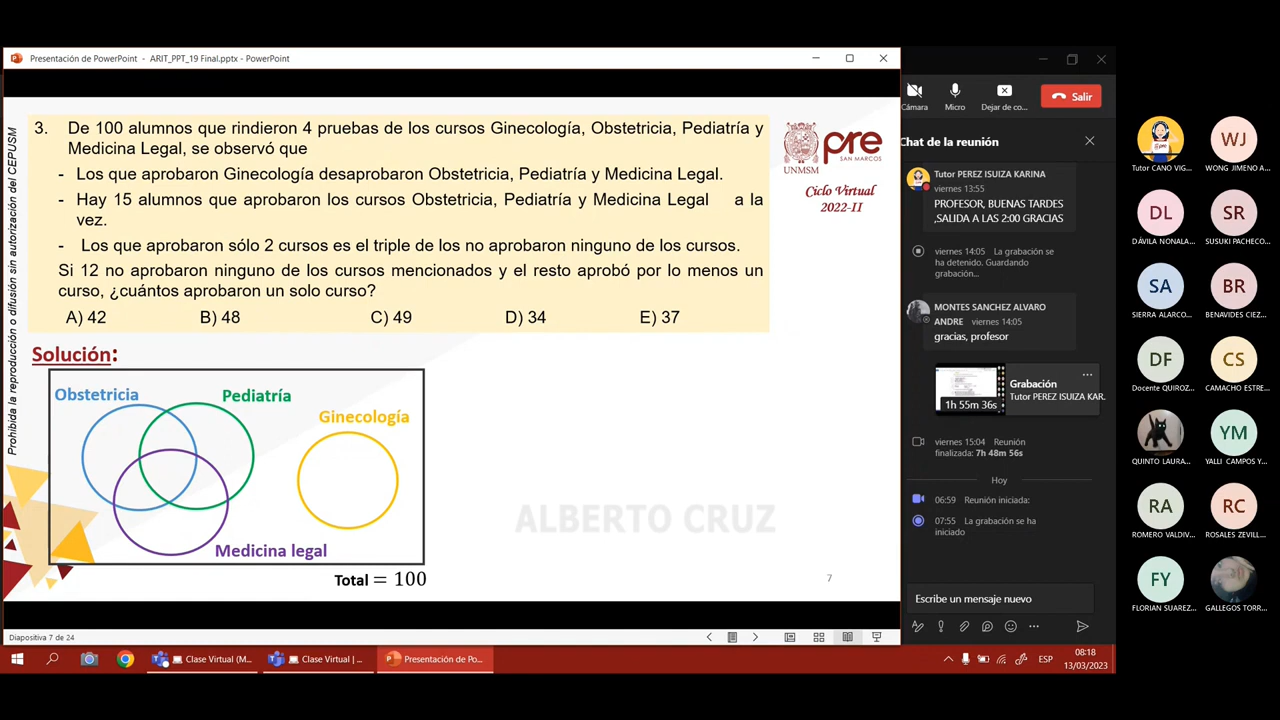 Presentación de PowerPoint - ARIT_PPT_19 Final.pptx - PowerPoint
Prohibida la reproducción o difusión sin autorización del CEPUSM
3. De 100 alumnos que rindieron 4 pruebas de los cursos Ginecología, Obstetricia, Pediatría y
Medicina Legal, se observó que
- Los que aprobaron Ginecología desaprobaron Obstetricia, Pediatría y Medicina Legal.
- Hay 15 alumnos que aprobaron los cursos Obstetricia, Pediatría y Medicina Legal a la
vez.
- Los que aprobaron sólo 2 cursos es el triple de los no aprobaron ninguno de los cursos.
Si 12 no aprobaron ninguno de los cursos mencionados y el resto aprobó por lo menos un
curso, ¿cuántos aprobaron un solo curso?
A) 42 B) 48 C) 49 D) 34 E) 37
UNMSM
pre
SAN MARCOS
Ciclo Virtual
2022-II
Solución:
Obstetricia
Pediatría
Ginecología
Medicina legal
Total = 100
ALBERTO CRUZ
7
Diapositiva 7 de 24
Cámara
Micro
Dejar de co...
Salir
Chat de la reunión
Tutor PEREZ ISUIZA KARINA
viernes 13:55
PROFESOR, BUENAS TARDES
,SALIDA A LAS 2:00 GRACIAS
viernes 14:05 La grabación se
ha detenido. Guardando
grabación...
MONTES SANCHEZ ALVARO
ANDRE viernes 14:05
gracias, profesor
Grabación
1h 55m 36s
Tutor PEREZ ISUIZA KAR.
viernes 15:04 Reunión
finalizada: 7h 48m 56s
Hoy
06:59 Reunión iniciada:
07:55 La grabación se ha
iniciado
Escribe un mensaje nuevo
Tutor CANO VIG...
WJ
WONG JIMENO A...
DL
DÁVILA NONALA...
SR
SUSUKI PACHECO...
SA
SIERRA ALARCO...
BR
BENAVIDES CIEZ...
DF
Docente QUIROZ...
CS
CAMACHO ESTRE...
QUINTO LAURA...
YM
YALLI CAMPOS Y...
RA
ROMERO VALDIV...
RC
ROSALES ZEVILL...
FY
FLORIAN SUAREZ...
GALLEGOS TORR...
Clase Virtual (M...
Clase Virtual | ...
Presentación de Po...
ESP
08:18
13/03/2023